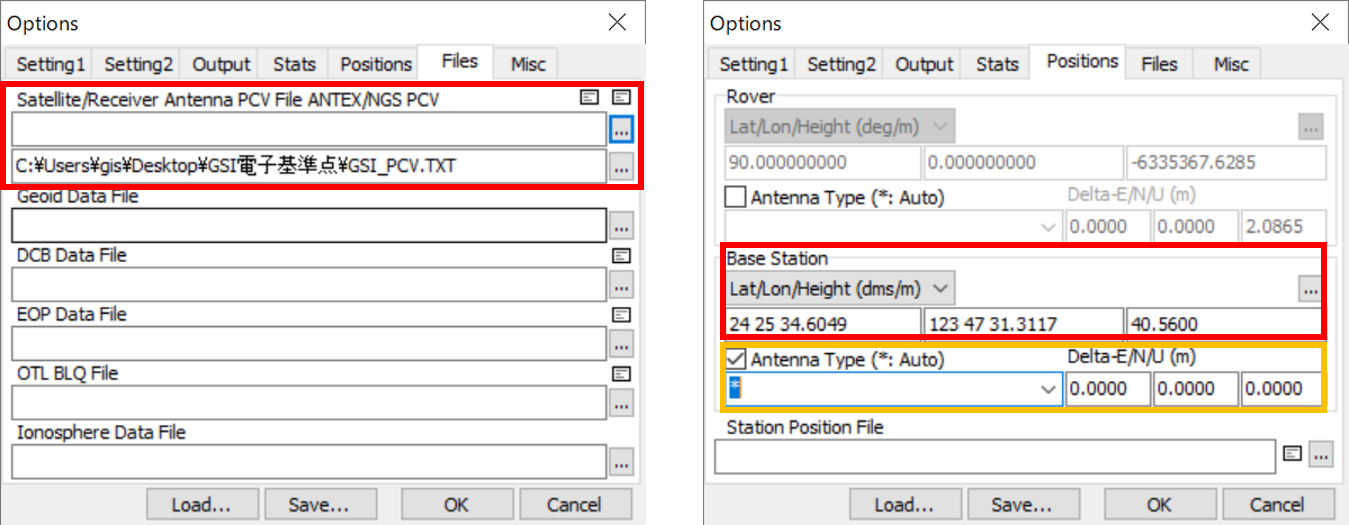 Options
Setting1 Setting2 Output Stats Positions Files Misc
Satellite/Receiver Antenna PCV File ANTEX/NGS PCV
...
C:¥Users¥gis¥Desktop¥GSI電子基準点¥GSI_PCV.TXT ...
Geoid Data File
...
DCB Data File
...
EOP Data File
...
OTL BLQ File
...
Ionosphere Data File
...
Load... Save... OK Cancel
Options
Setting1 Setting2 Output Stats Positions Files Misc
Rover
Lat/Lon/Height (deg/m) ...
90.000000000 0.000000000 -6335367.6285
Antenna Type (*: Auto) Delta-E/N/U (m)
0.0000 0.0000 2.0865
Base Station
Lat/Lon/Height (dms/m) ...
24 25 34.6049 123 47 31.3117 40.5600
Antenna Type (*: Auto) Delta-E/N/U (m)
* 0.0000 0.0000 0.0000
Station Position File
...
Load... Save... OK Cancel